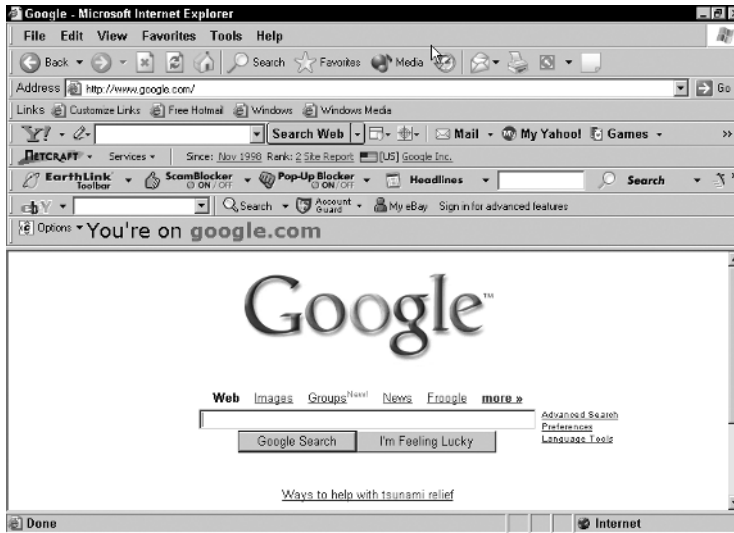 Google - Microsoft Internet Explorer
File Edit View Favorites Tools Help
Back Search Favorites Media
Address http://www.google.com/ Go
Links Customize Links Free Hotmail Windows Windows Media
Y! Search Web Mail My Yahoo! Games »
NETCRAFT Services Since: Nov 1998 Rank: 2 Site Report [US] Google Inc.
EarthLink Toolbar ScamBlocker ON/OFF Pop-Up Blocker ON/OFF Headlines Search
ebY Search Account Guard My eBay Sign in for advanced features
Options You're on google.com
Google™
Web Images Groups New! News Froogle more »
Advanced Search
Preferences
Language Tools
Google Search I'm Feeling Lucky
Ways to help with tsunami relief
Done Internet